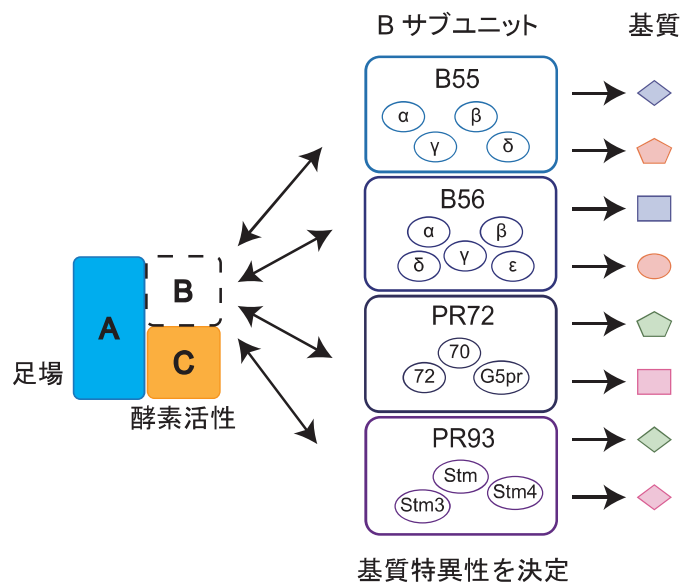 B サブユニット
基質
B55
α
β
γ
δ
B56
α
β
γ
δ
ε
A
B
C
足場
酵素活性
PR72
70
72
G5pr
PR93
Stm
Stm3
Stm4
基質特異性を決定